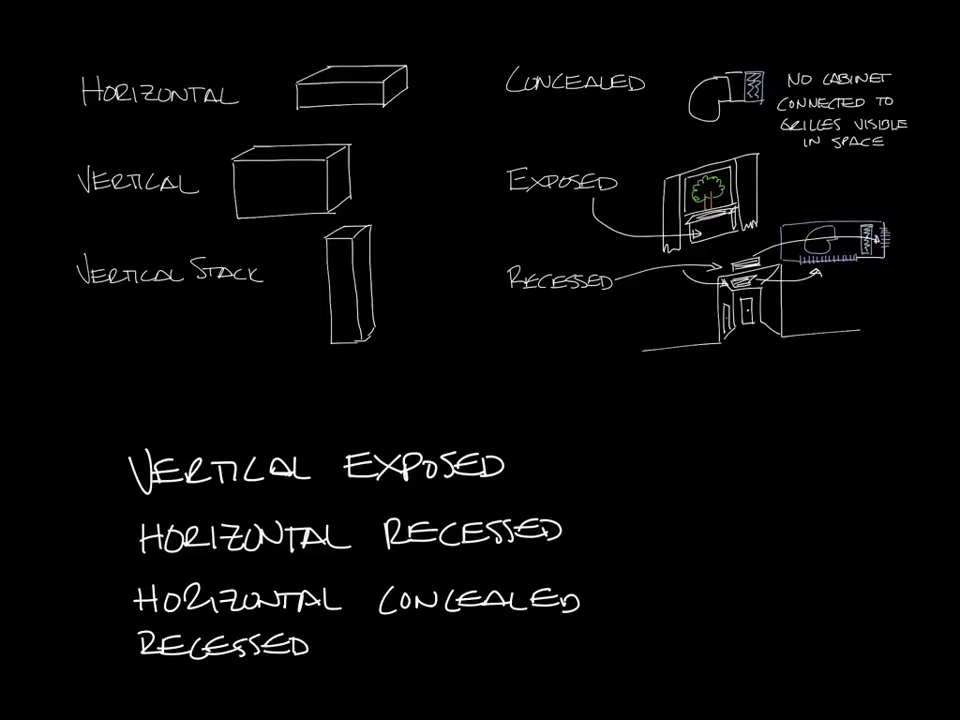 HORIZONTAL
VERTICAL
VERTICAL STACK
CONCEALED
NO CABINET
CONNECTED TO
GRILLES VISIBLE
IN SPACE
EXPOSED
RECESSED
VERTICAL EXPOSED
HORIZONTAL RECESSED
HORIZONTAL CONCEALED
RECESSED